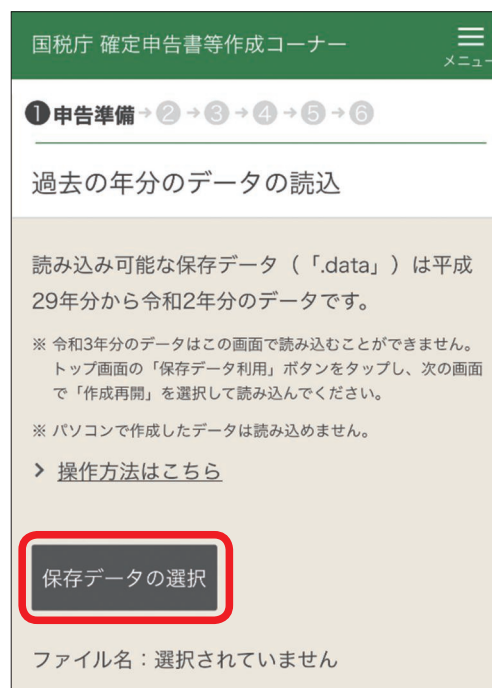 国税庁 確定申告書等作成コーナー
メニュー
❶申告準備→②→③→④→⑤→⑥
過去の年分のデータの読込
読み込み可能な保存データ（「.data」）は平成
29年分から令和2年分のデータです。
※ 令和3年分のデータはこの画面で読み込むことができません。
トップ画面の「保存データ利用」ボタンをタップし、次の画面
で「作成再開」を選択して読み込んでください。
※ パソコンで作成したデータは読み込めません。
> 操作方法はこちら
保存データの選択
ファイル名：選択されていません